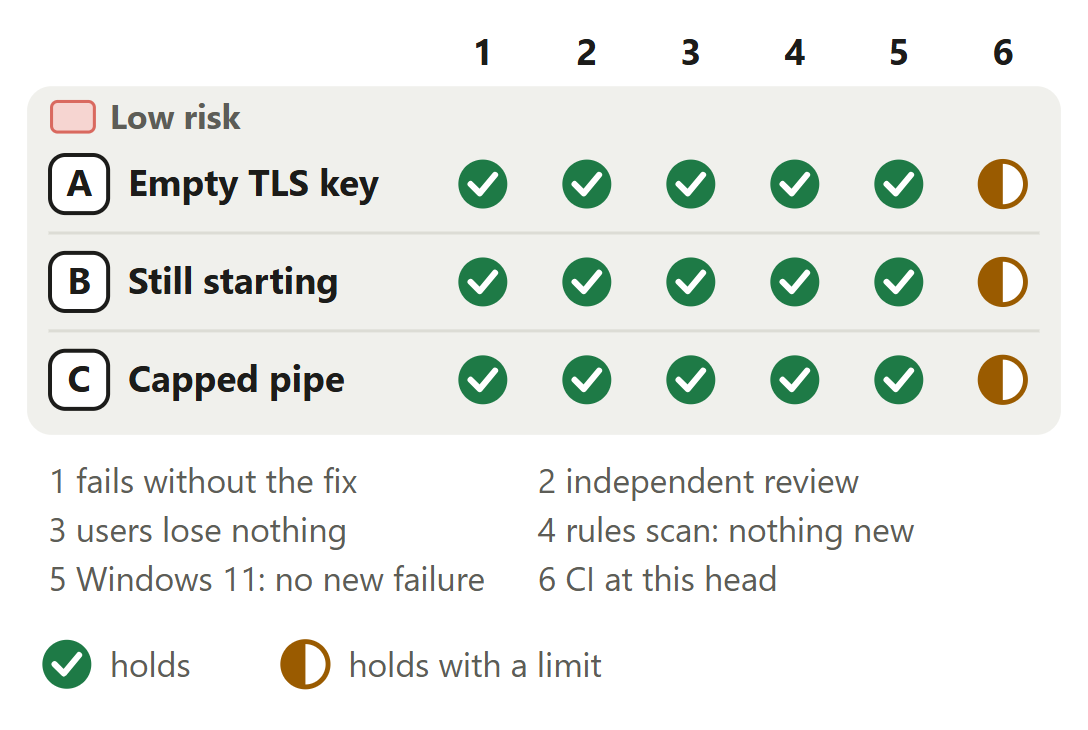 1 2 3 4 5 6
Low risk
A Empty TLS key
B Still starting
C Capped pipe
1 fails without the fix 2 independent review
3 users lose nothing 4 rules scan: nothing new
5 Windows 11: no new failure 6 CI at this head
holds holds with a limit